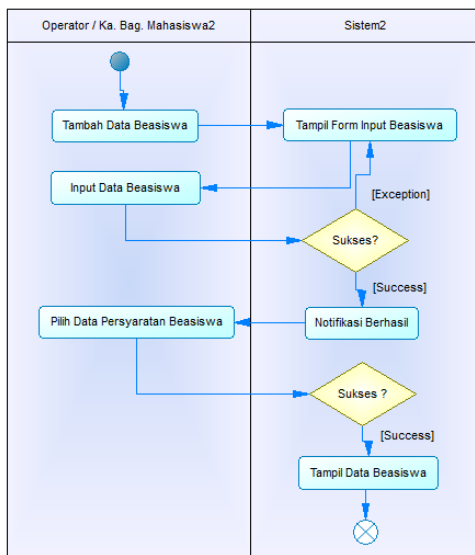 Operator / Ka. Bag. Mahasiswa2
Sistem2
Tambah Data Beasiswa
Tampil Form Input Beasiswa
Input Data Beasiswa
[Exception]
Sukses?
[Success]
Pilih Data Persyaratan Beasiswa
Notifikasi Berhasil
Sukses ?
[Success]
Tampil Data Beasiswa